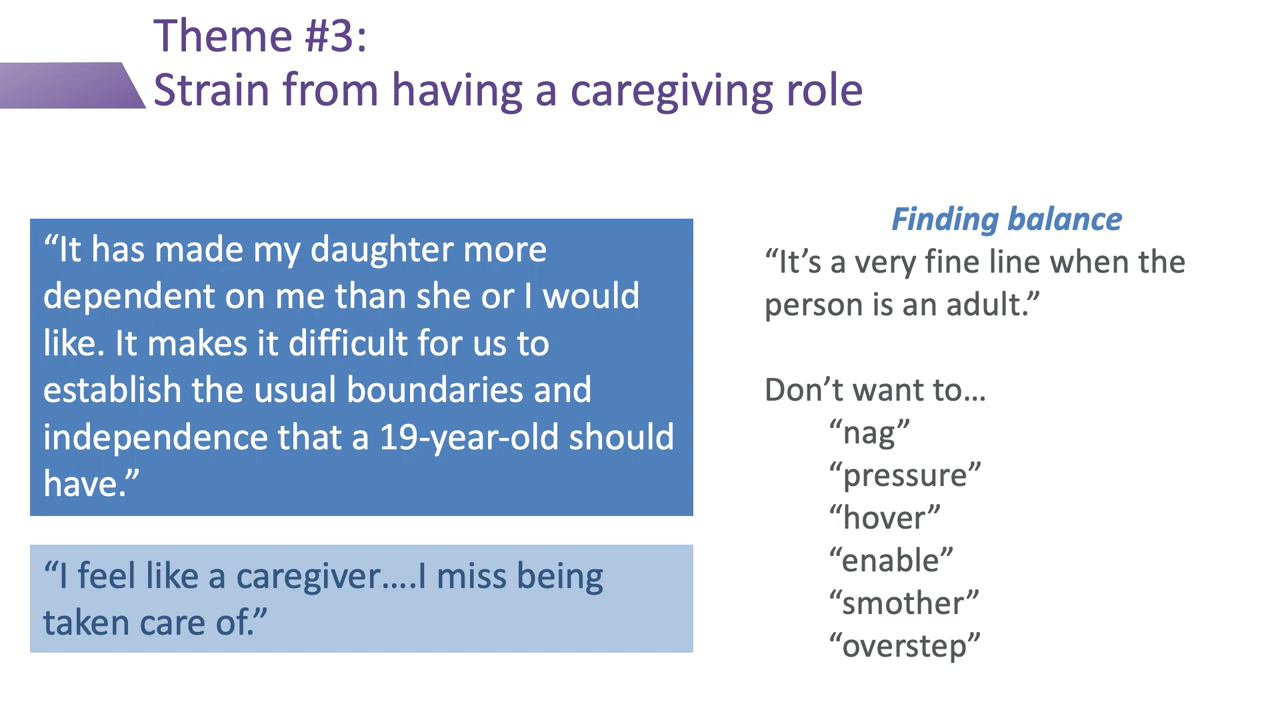 Theme #3:
Strain from having a caregiving role
“It has made my daughter more
dependent on me than she or I would
like. It makes it difficult for us to
establish the usual boundaries and
independence that a 19-year-old should
have.”
“I feel like a caregiver….I miss being
taken care of.”
Finding balance
“It’s a very fine line when the
person is an adult.”
Don’t want to…
“nag”
“pressure”
“hover”
“enable”
“smother”
“overstep”